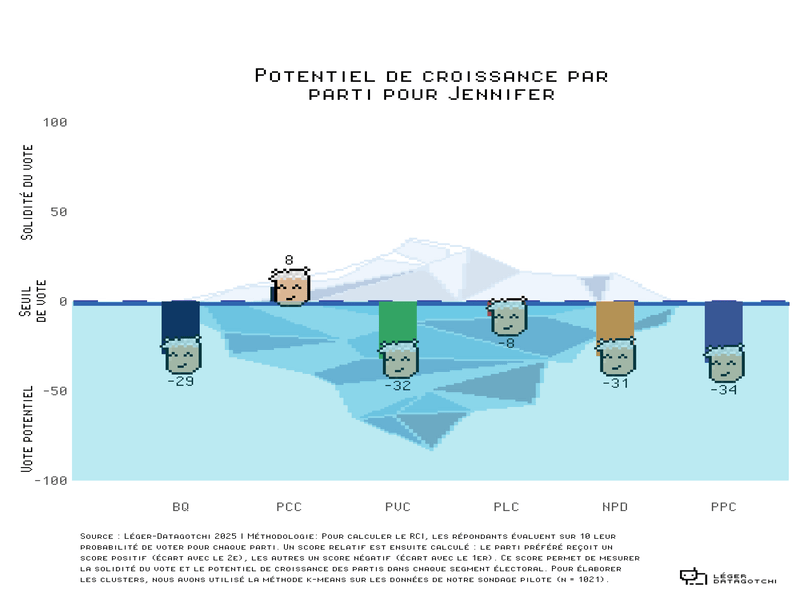 Potentiel de croissance par
parti pour Jennifer
100
50
0
-50
-100
Solidité du vote
Seuil
de vote
Vote potentiel
8
-29
-32
-8
-31
-34
BQ PCC PVC PLC NPD PPC
Source : Léger-Datagotchi 2025 | Méthodologie: Pour calculer le RCI, les répondants évaluent sur 10 leur
probabilité de voter pour chaque parti. Un score relatif est ensuite calculé : le parti préféré reçoit un
score positif (écart avec le 2e), les autres un score négatif (écart avec le 1er). Ce score permet de mesurer
la solidité du vote et le potentiel de croissance des partis dans chaque segment électoral. Pour élaborer
les clusters, nous avons utilisé la méthode k-means sur les données de notre sondage pilote (n = 1021).
Léger
Datagotchi